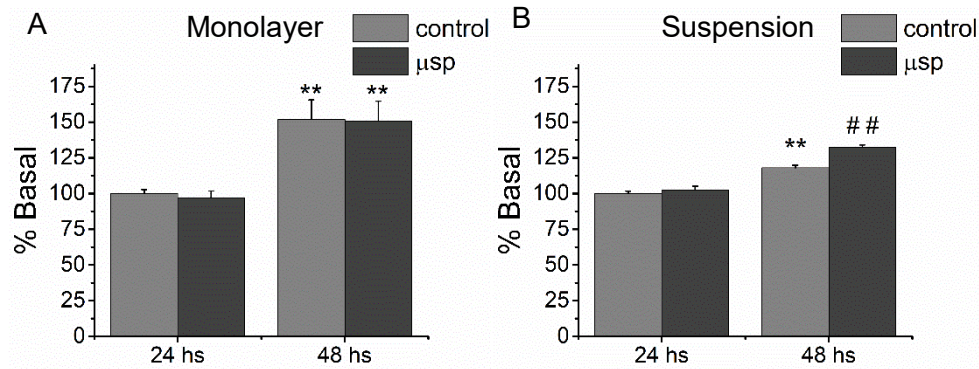 A
Monolayer
control
μsp
% Basal
175
150
125
100
75
50
25
0
** **
24 hs 48 hs
B
Suspension
control
μsp
% Basal
175
150
125
100
75
50
25
0
** # #
24 hs 48 hs